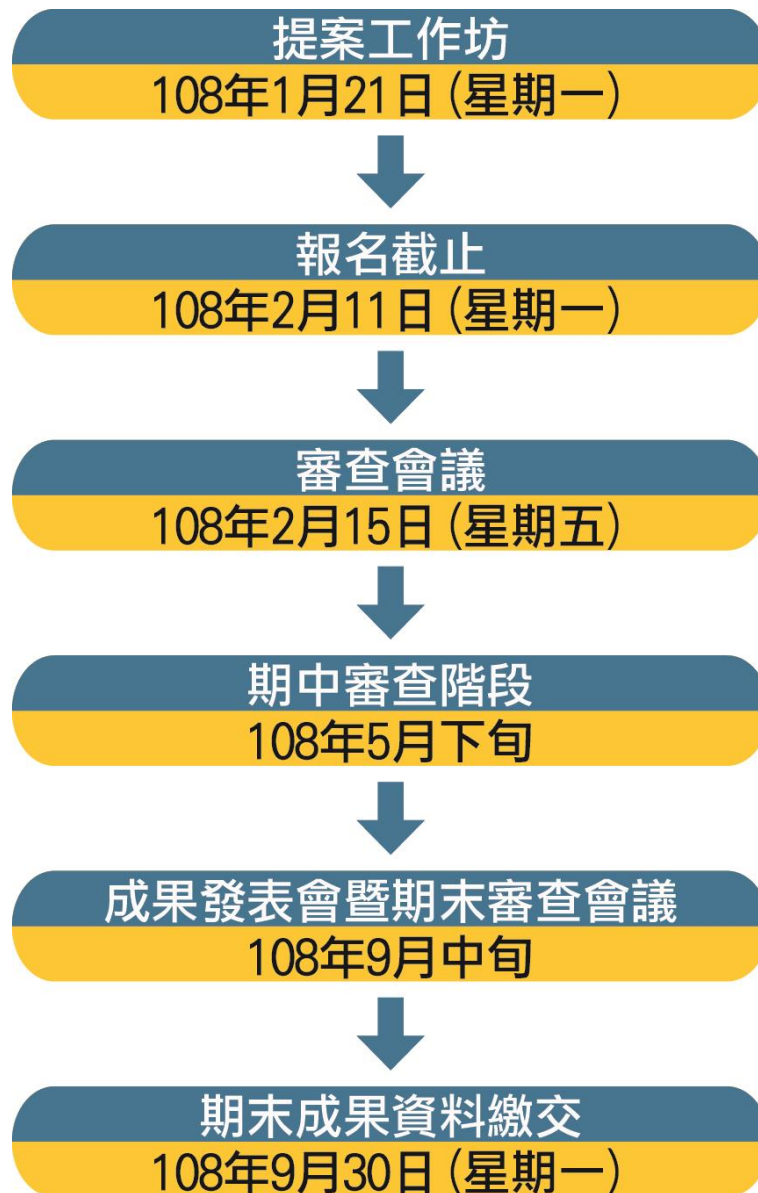 提案工作坊
108年1月21日(星期一)
報名截止
108年2月11日(星期一)
審查會議
108年2月15日(星期五)
期中審查階段
108年5月下旬
成果發表會暨期末審查會議
108年9月中旬
期末成果資料繳交
108年9月30日(星期一)